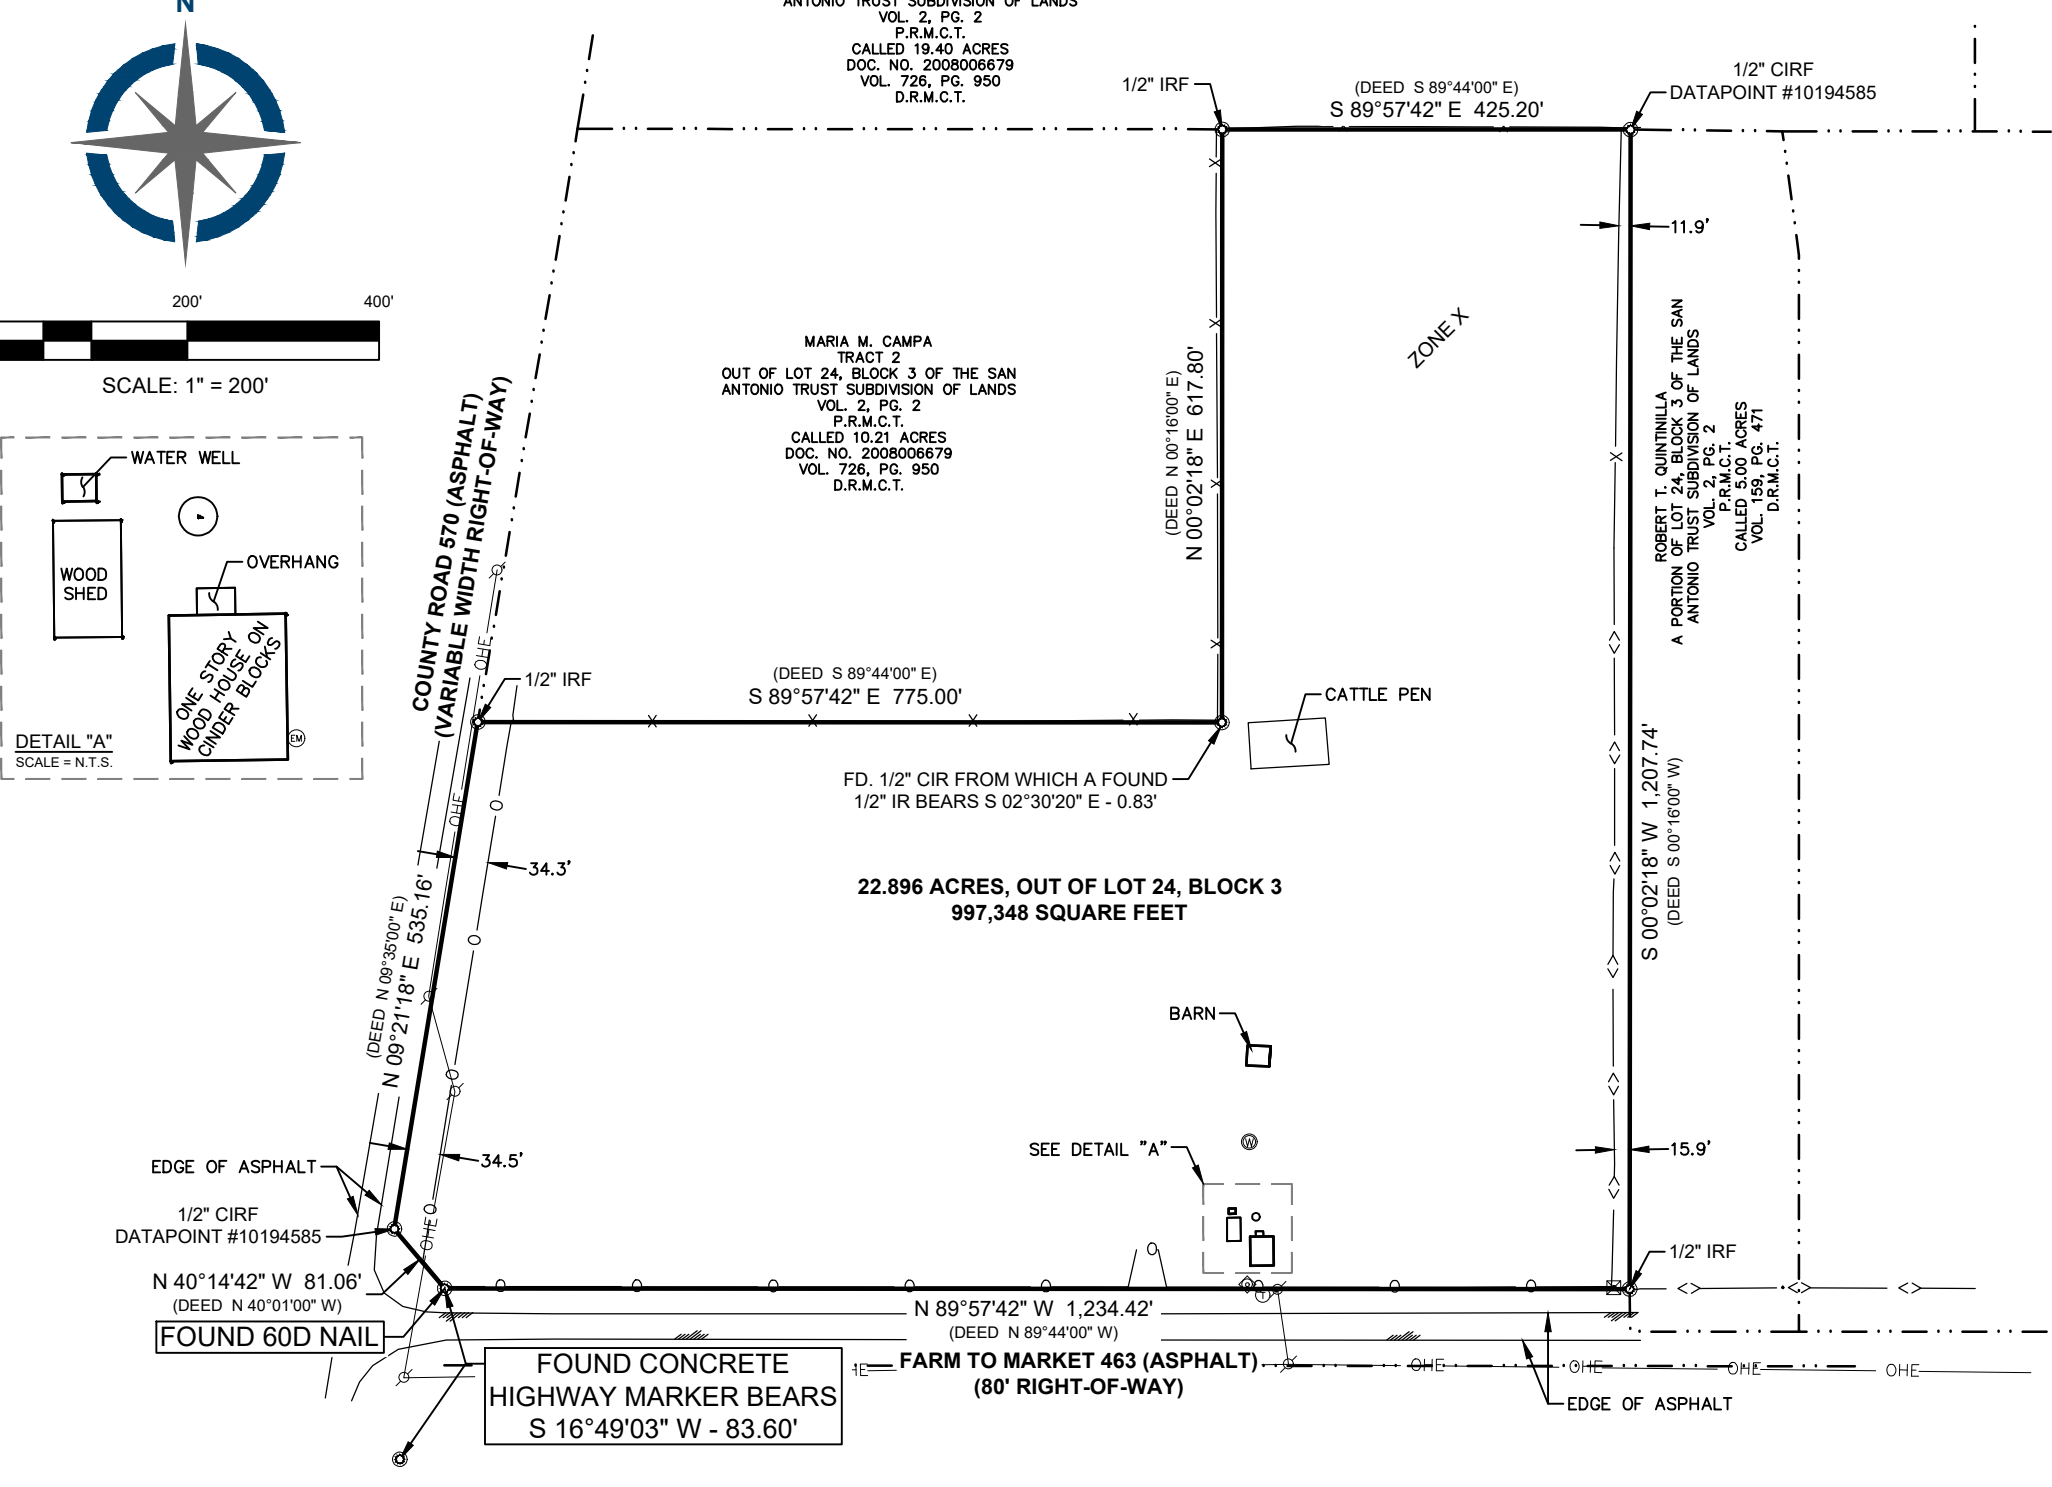 N
ANTONIO TRUST SUBDIVISION OF LANDS
VOL. 2, PG. 2
P.R.M.C.T.
CALLED 19.40 ACRES
DOC. NO. 2008006679
VOL. 726, PG. 950
D.R.M.C.T.
1/2" IRF
(DEED S 89°44'00" E)
S 89°57'42" E 425.20'
1/2" CIRF
DATAPOINT #10194585
11.9'
200'
400'
SCALE: 1" = 200'
ZONE X
MARIA M. CAMPA
TRACT 2
OUT OF LOT 24, BLOCK 3 OF THE SAN
ANTONIO TRUST SUBDIVISION OF LANDS
VOL. 2, PG. 2
P.R.M.C.T.
CALLED 10.21 ACRES
DOC. NO. 2008006679
VOL. 726, PG. 950
D.R.M.C.T.
(DEED N 00°16'00" E)
N 00°02'18" E 617.80'
ROBERT T. QUINTINILLA
A PORTION OF LOT 24, BLOCK 3 OF THE SAN
ANTONIO TRUST SUBDIVISION OF LANDS
VOL. 2, PG. 2
P.R.M.C.T.
CALLED 5.00 ACRES
VOL. 159, PG. 471
D.R.M.C.T.
COUNTY ROAD 570 (ASPHALT)
(VARIABLE WIDTH RIGHT-OF-WAY)
OHE
WATER WELL
OVERHANG
WOOD
SHED
ONE STORY
WOOD HOUSE ON
CINDER BLOCKS
EM
DETAIL "A"
SCALE = N.T.S.
1/2" IRF
(DEED S 89°44'00" E)
S 89°57'42" E 775.00'
CATTLE PEN
FD. 1/2" CIR FROM WHICH A FOUND
1/2" IR BEARS S 02°30'20" E - 0.83'
OHE
34.3'
S 00°02'18" W 1,207.74'
(DEED S 00°16'00" W)
22.896 ACRES, OUT OF LOT 24, BLOCK 3
997,348 SQUARE FEET
(DEED N 09°35'00" E)
N 09°21'18" E 535.16'
BARN
W
SEE DETAIL "A"
15.9'
34.5'
EDGE OF ASPHALT
1/2" CIRF
DATAPOINT #10194585
OHE
1/2" IRF
N 40°14'42" W 81.06'
(DEED N 40°01'00" W)
T
FOUND 60D NAIL
N 89°57'42" W 1,234.42'
(DEED N 89°44'00" W)
FOUND CONCRETE
HIGHWAY MARKER BEARS
S 16°49'03" W - 83.60'
FARM TO MARKET 463 (ASPHALT)
(80' RIGHT-OF-WAY)
OHE
OHE
OHE
OHE
EDGE OF ASPHALT